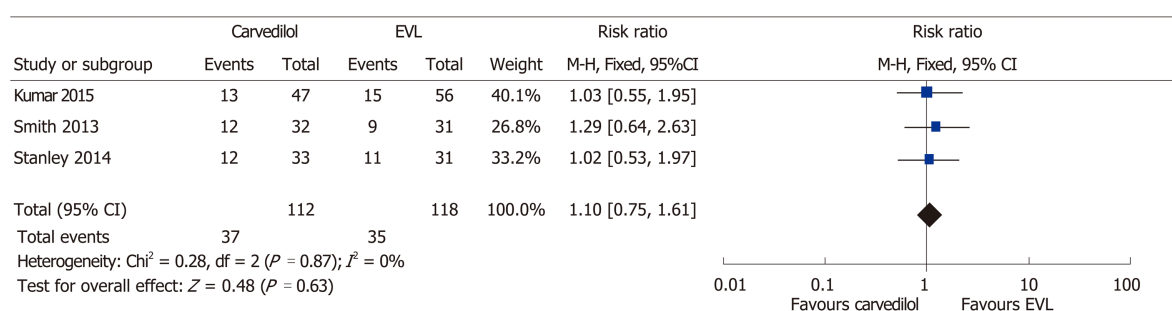 Carvedilol EVL Risk ratio Risk ratio
Study or subgroup Events Total Events Total Weight M-H, Fixed, 95%CI M-H, Fixed, 95% CI
Kumar 2015 13 47 15 56 40.1% 1.03 [0.55, 1.95]
Smith 2013 12 32 9 31 26.8% 1.29 [0.64, 2.63]
Stanley 2014 12 33 11 31 33.2% 1.02 [0.53, 1.97]
Total (95% CI) 112 118 100.0% 1.10 [0.75, 1.61]
Total events 37 35
Heterogeneity: Chi² = 0.28, df = 2 (P = 0.87); I² = 0%
Test for overall effect: Z = 0.48 (P = 0.63)
0.01 0.1 1 10 100
Favours carvedilol Favours EVL